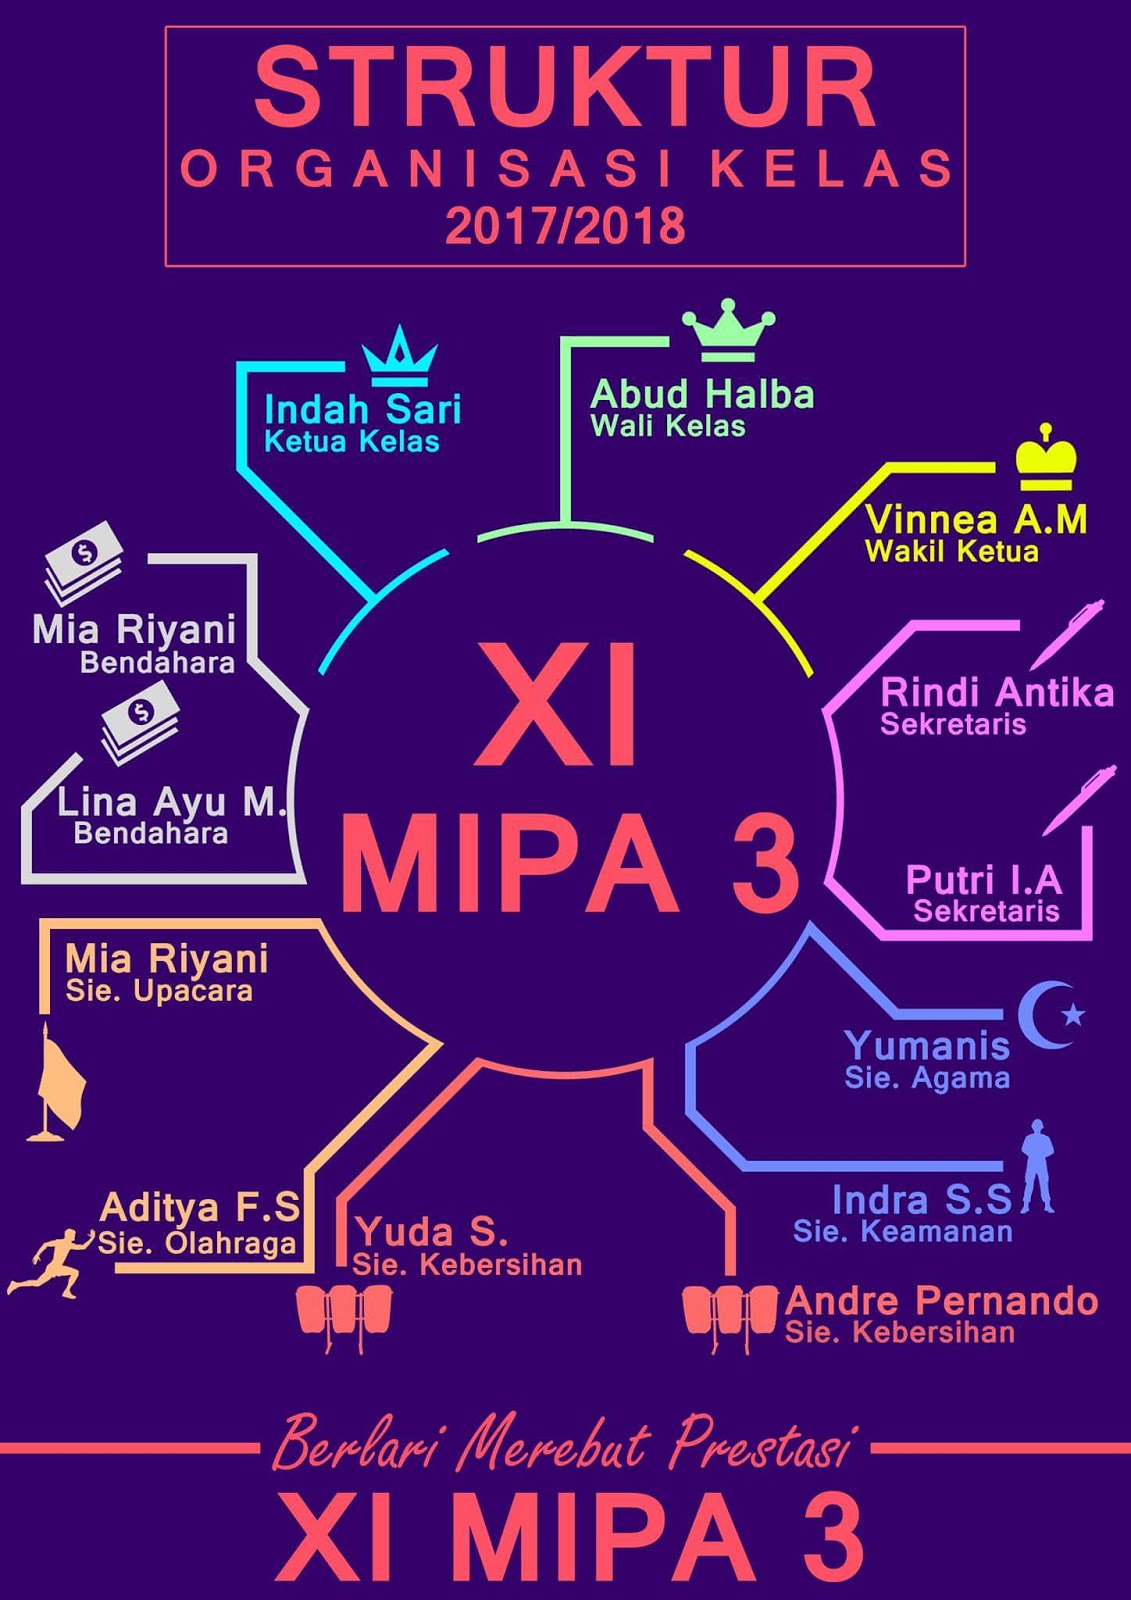 STRUKTUR
ORGANISASI KELAS
2017/2018
Indah Sari
Ketua Kelas
Abud Halba
Wali Kelas
Vinnea A.M
Wakil Ketua
Mia Riyani
Bendahara
Lina Ayu M.
Bendahara
Rindi Antika
Sekretaris
Putri I.A
Sekretaris
XI
MIPA 3
Mia Riyani
Sie. Upacara
Yumanis
Sie. Agama
Aditya F.S
Sie. Olahraga
Indra S.S
Sie. Keamanan
Yuda S.
Sie. Kebersihan
Andre Pernando
Sie. Kebersihan
Berlari Merebut Prestasi
XI MIPA 3